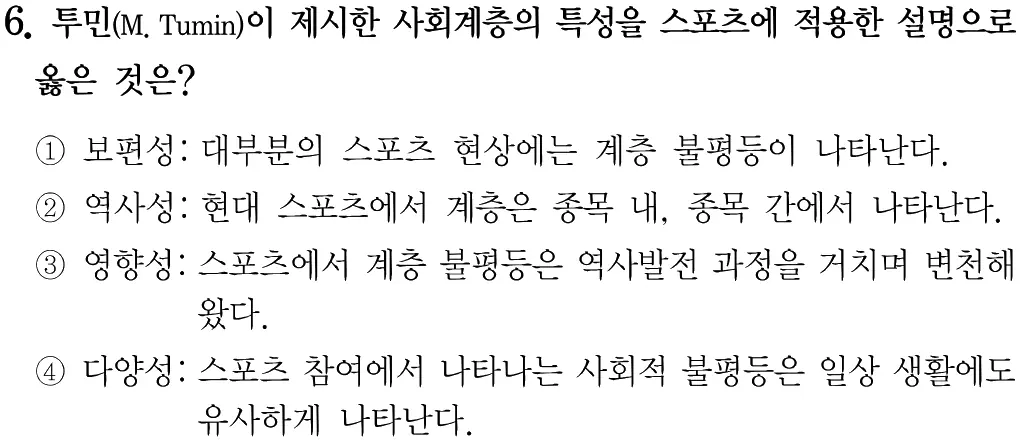 6. 투민(M. Tumin)이 제시한 사회계층의 특성을 스포츠에 적용한 설명으로
옳은 것은?
① 보편성: 대부분의 스포츠 현상에는 계층 불평등이 나타난다.
② 역사성: 현대 스포츠에서 계층은 종목 내, 종목 간에서 나타난다.
③ 영향성: 스포츠에서 계층 불평등은 역사발전 과정을 거치며 변천해
왔다.
④ 다양성: 스포츠 참여에서 나타나는 사회적 불평등은 일상 생활에도
유사하게 나타난다.